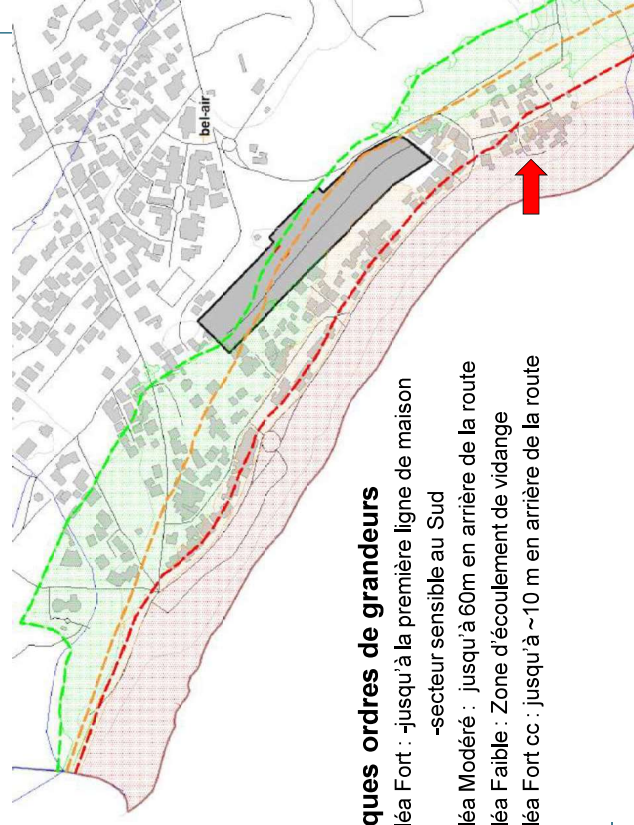 bel-air
ques ordres de grandeurs
léa Fort : -jusqu'à la première ligne de maison
-secteur sensible au Sud
léa Modéré : jusqu'à 60m en arrière de la route
léa Faible : Zone d'écoulement de vidange
léa Fort cc : jusqu'à ~10 m en arrière de la route